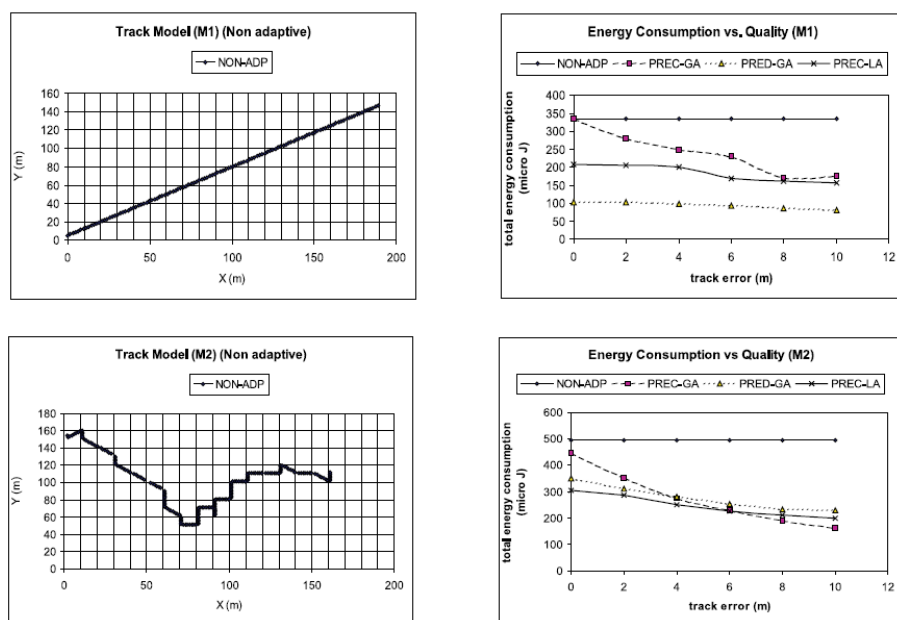 Track Model (M1) (Non adaptive)
NON-ADP
160
140
120
100
80
60
40
20
0
Y (m)
0 50 100 150 200
X (m)
Energy Consumption vs. Quality (M1)
NON-ADP PREC-GA PRED-GA PREC-LA
400
350
300
250
200
150
100
50
0
total energy consumption
(micro J)
0 2 4 6 8 10 12
track error (m)
Track Model (M2) (Non adaptive)
NON-ADP
180
160
140
120
100
80
60
40
20
0
Y (m)
0 50 100 150 200
X (m)
Energy Consumption vs Quality (M2)
NON-ADP PREC-GA PRED-GA PREC-LA
600
500
400
300
200
100
0
total energy consumption
(micro J)
0 2 4 6 8 10 12
track error (m)